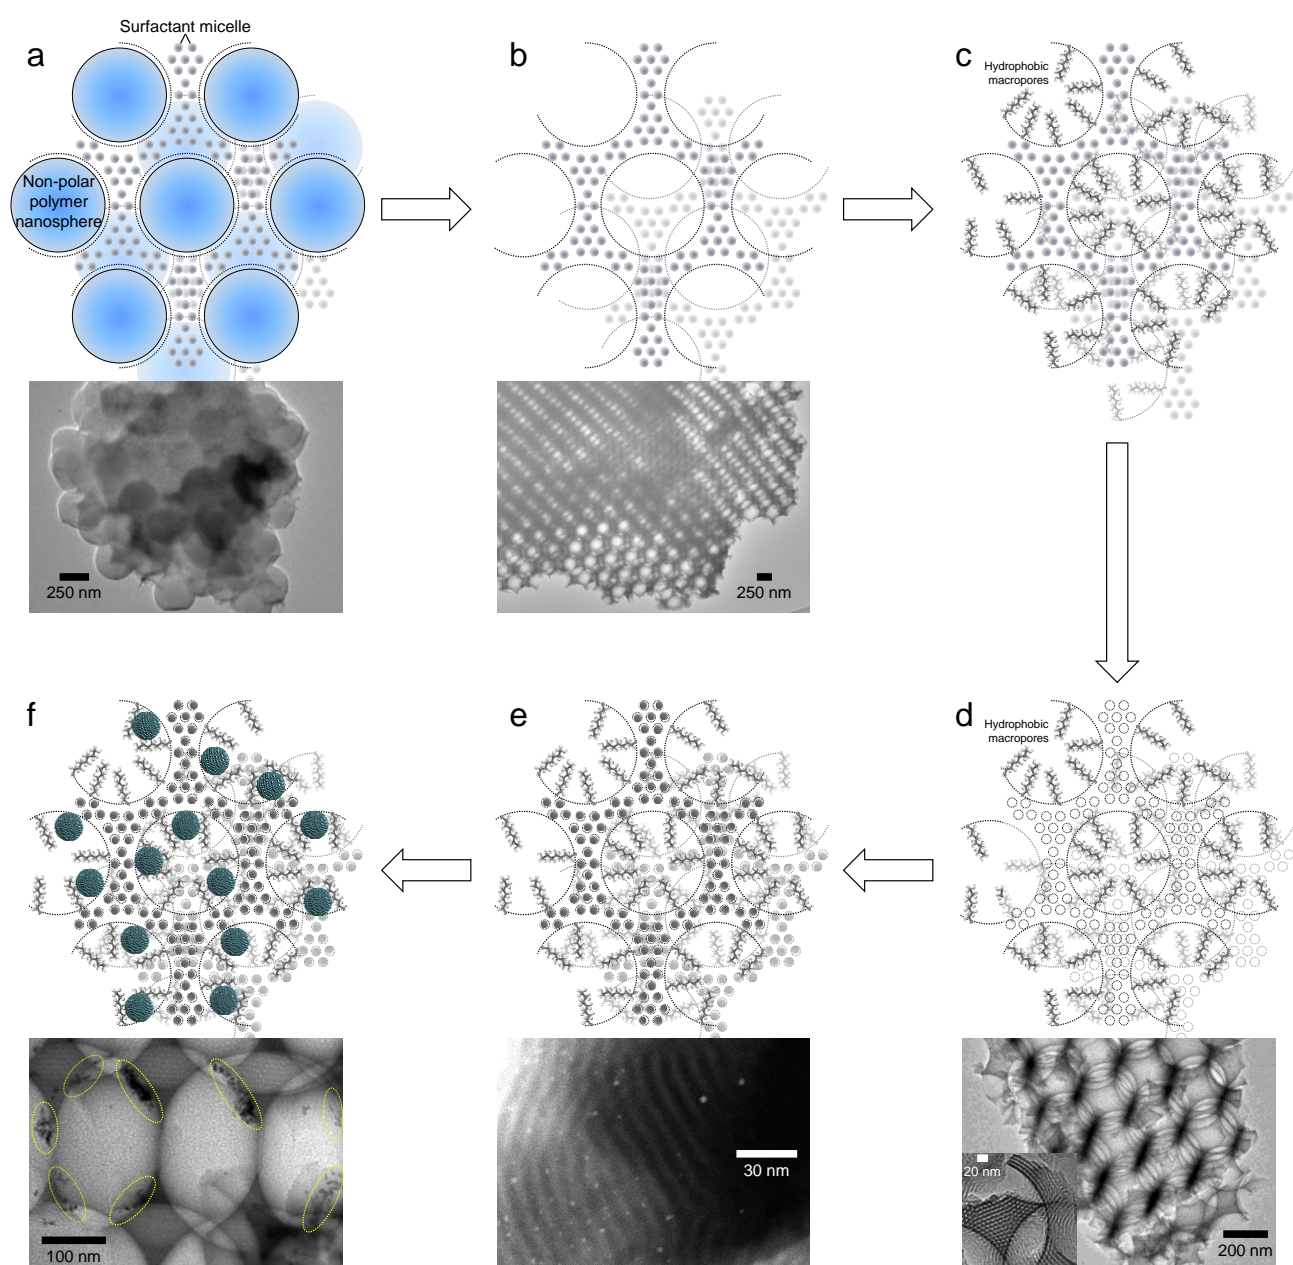 Surfactant micelle
a
b
c
Hydrophobic
macropores
Non-polar
polymer
nanosphere
250 nm
250 nm
f
e
d
Hydrophobic
macropores
100 nm
30 nm
20 nm
200 nm